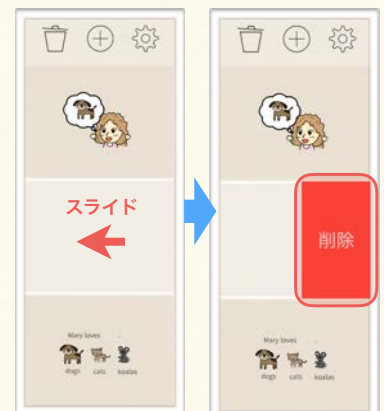 スライド
Mary loves .
dogs cats koalas
削除
Mary loves .
dogs cats koalas